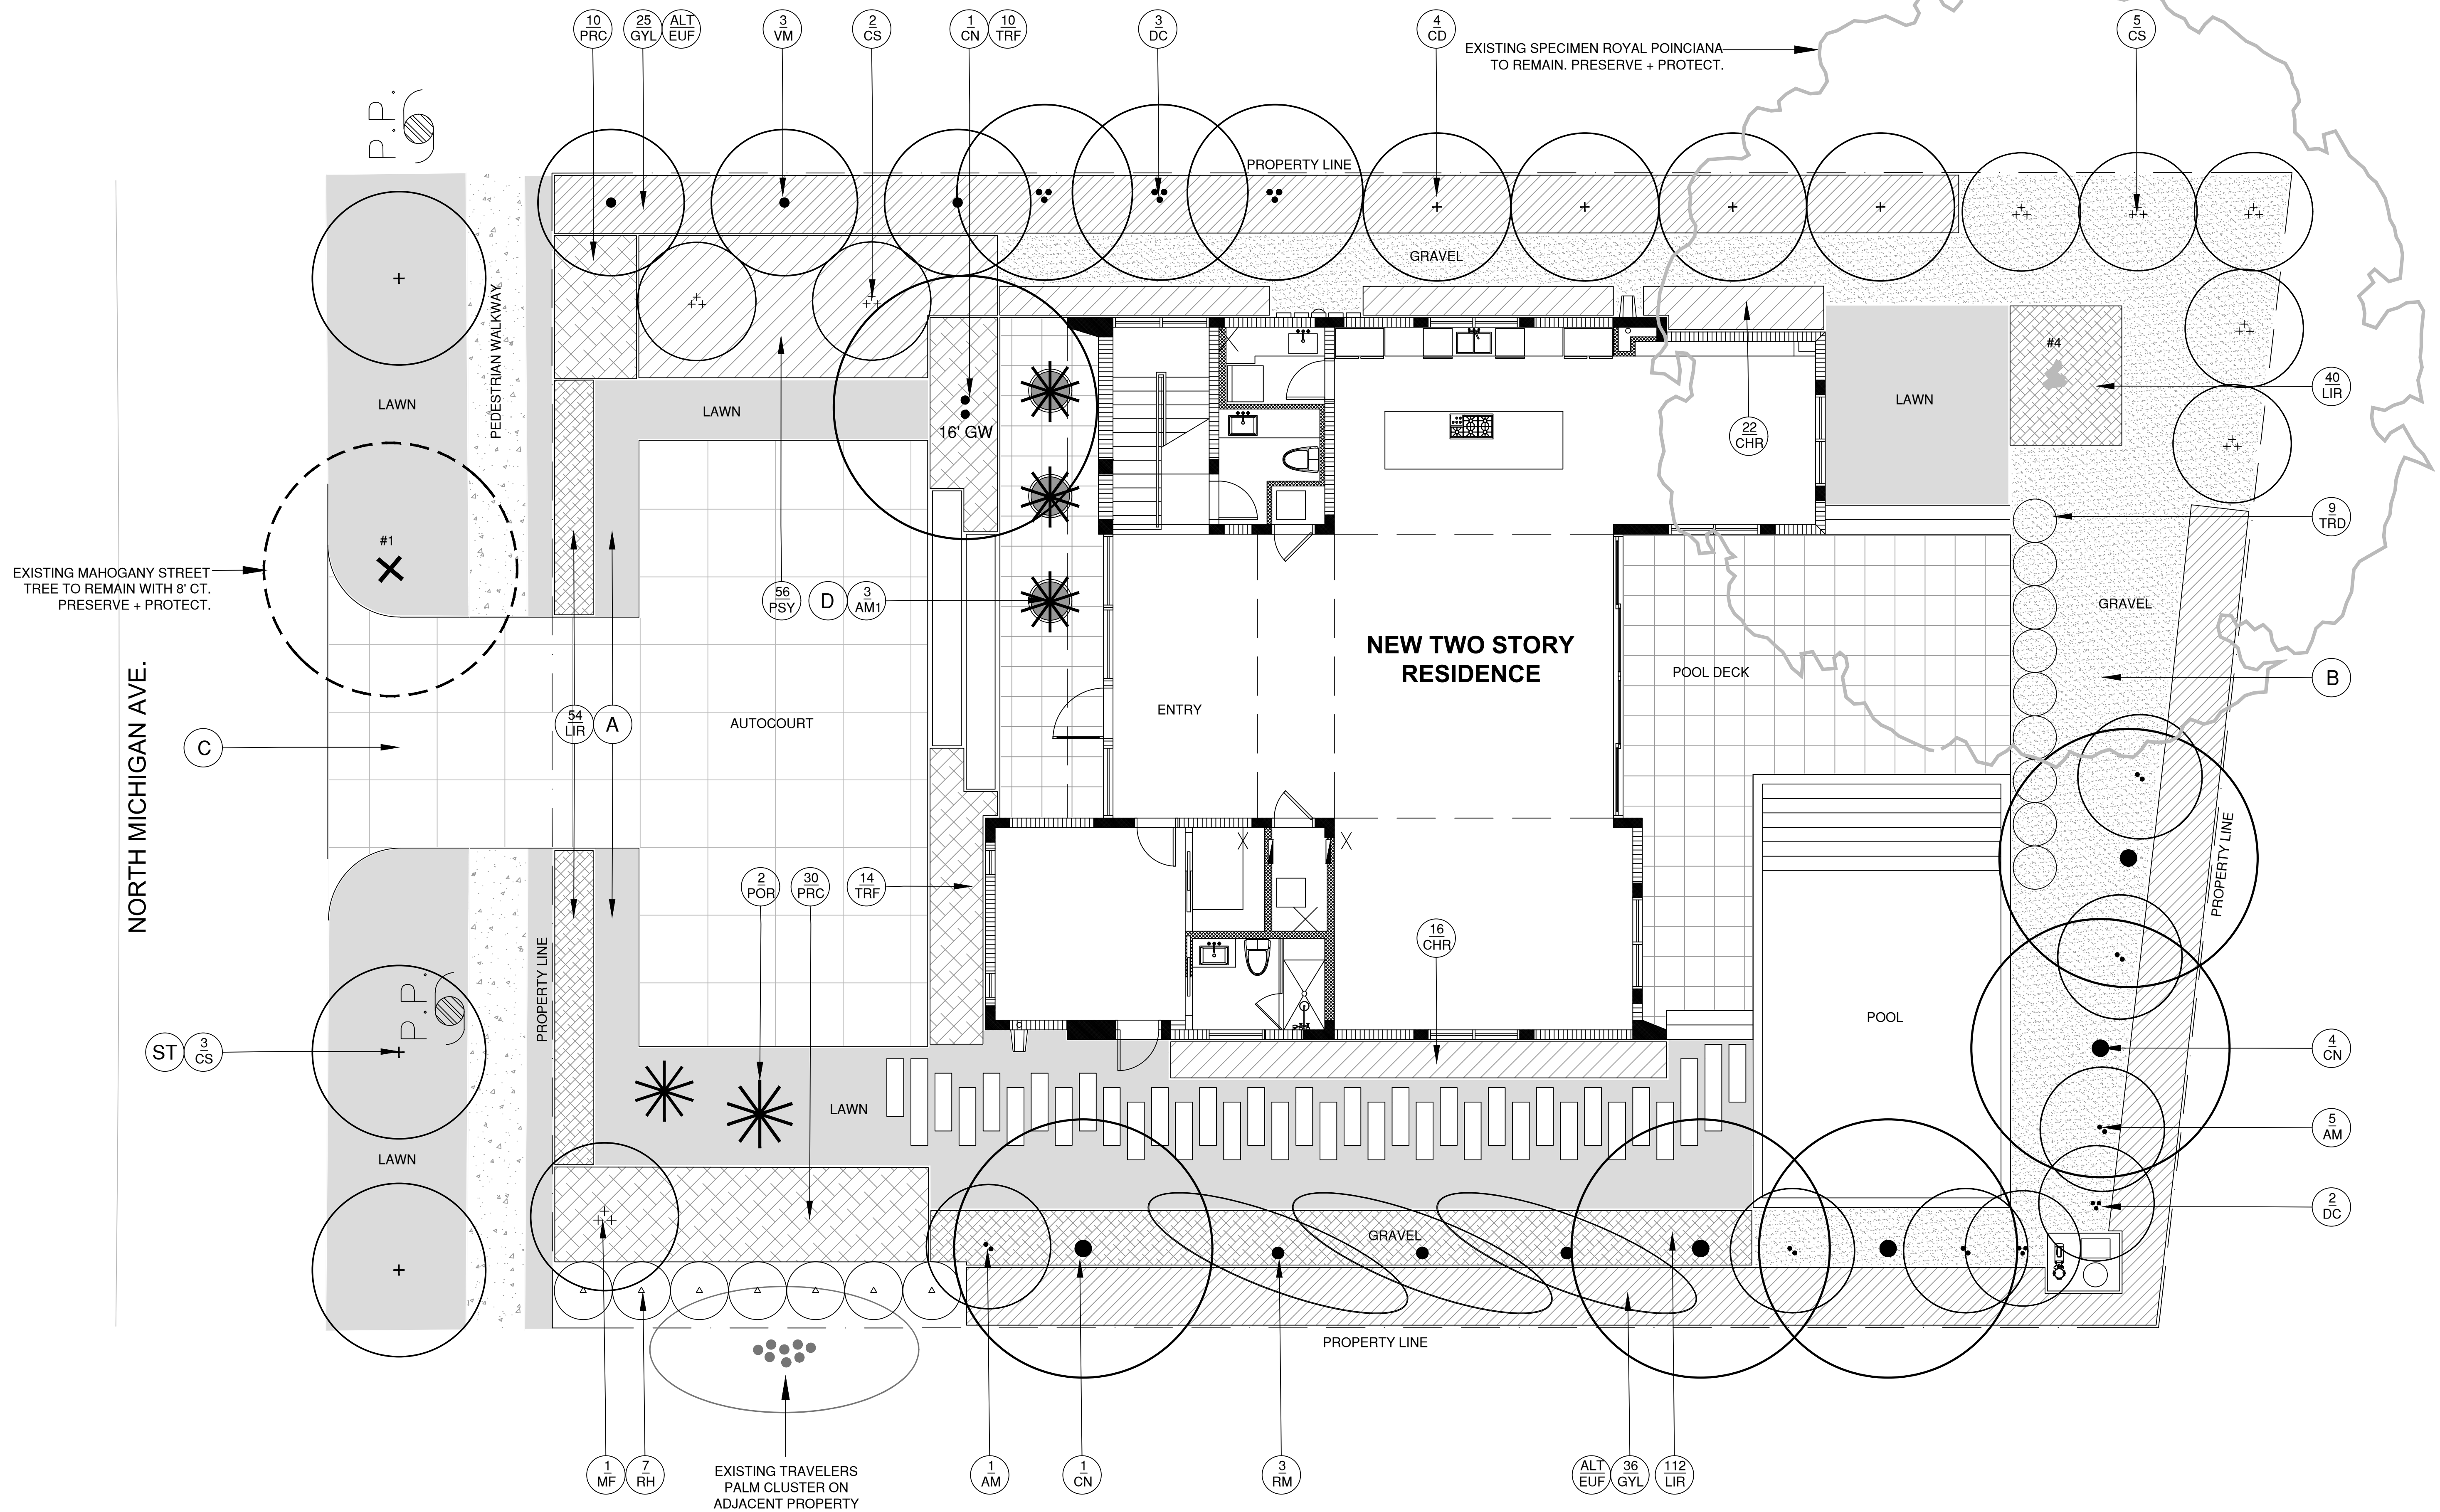 10
PRC
25
GYL
ALT
EUF
3
VM
2
CS
1
CN
10
TRF
3
DC
4
CD
EXISTING SPECIMEN ROYAL POINCIANA
TO REMAIN. PRESERVE + PROTECT.
5
CS
P.P.
PROPERTY LINE
GRAVEL
PEDESTRIAN WALKWAY
LAWN
LAWN
16' GW
#4
LAWN
40
LIR
22
CHR
9
TRD
#1
EXISTING MAHOGANY STREET
TREE TO REMAIN WITH 8' CT.
PRESERVE + PROTECT.
56
PSY
D
3
AM1
GRAVEL
NEW TWO STORY
RESIDENCE
POOL DECK
B
NORTH MICHIGAN AVE.
C
54
LIR
A
AUTOCOURT
ENTRY
PROPERTY LINE
2
POR
30
PRC
14
TRF
16
CHR
PROPERTY LINE
P.P.
POOL
ST
3
CS
4
CN
LAWN
5
AM
LAWN
2
DC
GRAVEL
PROPERTY LINE
1
MF
7
RH
EXISTING TRAVELERS
PALM CLUSTER ON
ADJACENT PROPERTY
1
AM
1
CN
3
RM
ALT
EUF
36
GYL
112
LIR